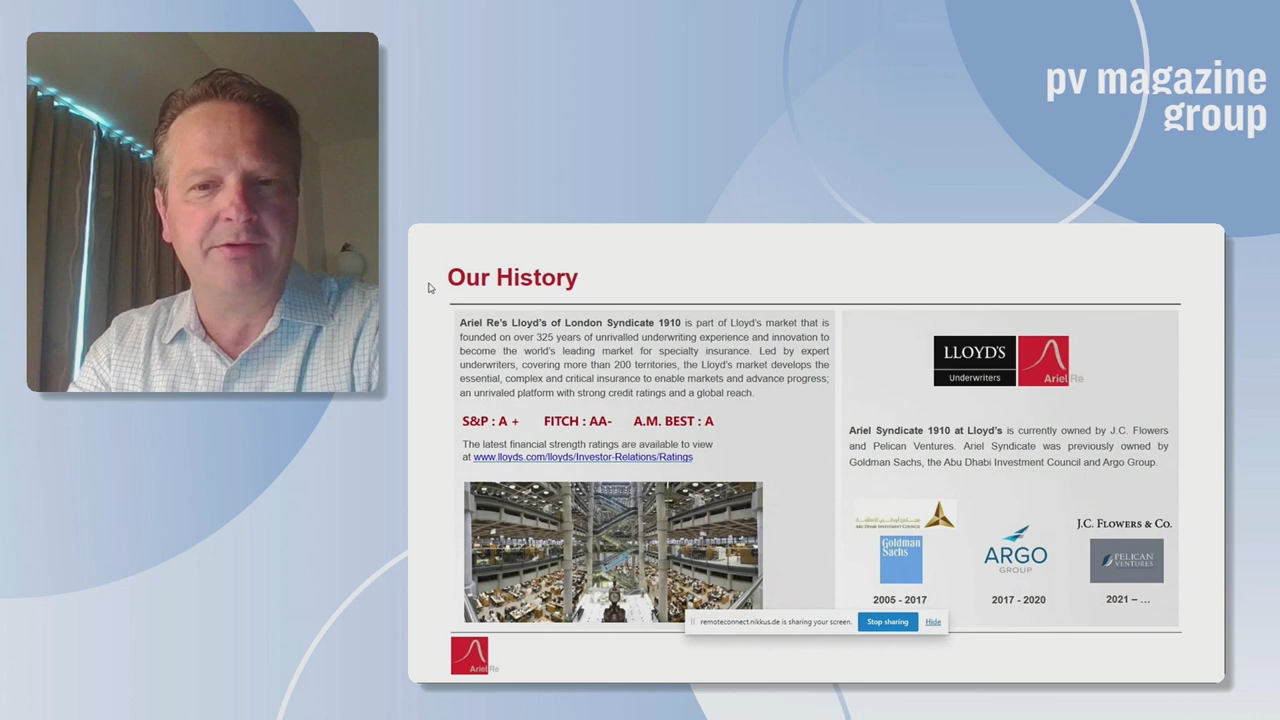 pv magazine
group
Our History
Ariel Re's Lloyd's of London Syndicate 1910 is part of Lloyd's market that is
founded on over 325 years of unrivalled underwriting experience and innovation to
become the world's leading market for specialty insurance. Led by expert
underwriters, covering more than 200 territories, the Lloyd's market develops the
essential, complex and critical insurance to enable markets and advance progress;
an unrivaled platform with strong credit ratings and a global reach.
S&P : A + FITCH : AA- A.M. BEST : A
The latest financial strength ratings are available to view
at www.lloyds.com/lloyds/Investor-Relations/Ratings
LLOYD'S
Underwriters
Ariel Re
Ariel Syndicate 1910 at Lloyd's is currently owned by J.C. Flowers
and Pelican Ventures. Ariel Syndicate was previously owned by
Goldman Sachs, the Abu Dhabi Investment Council and Argo Group.
ABU DHABI INVESTMENT COUNCIL
Goldman
Sachs
2005 - 2017
ARGO
GROUP
2017 - 2020
J.C. FLOWERS & CO.
PELICAN
VENTURES
2021 – ...
remoteconnect.nikkus.de is sharing your screen.
Stop sharing
Hide
Ariel Re